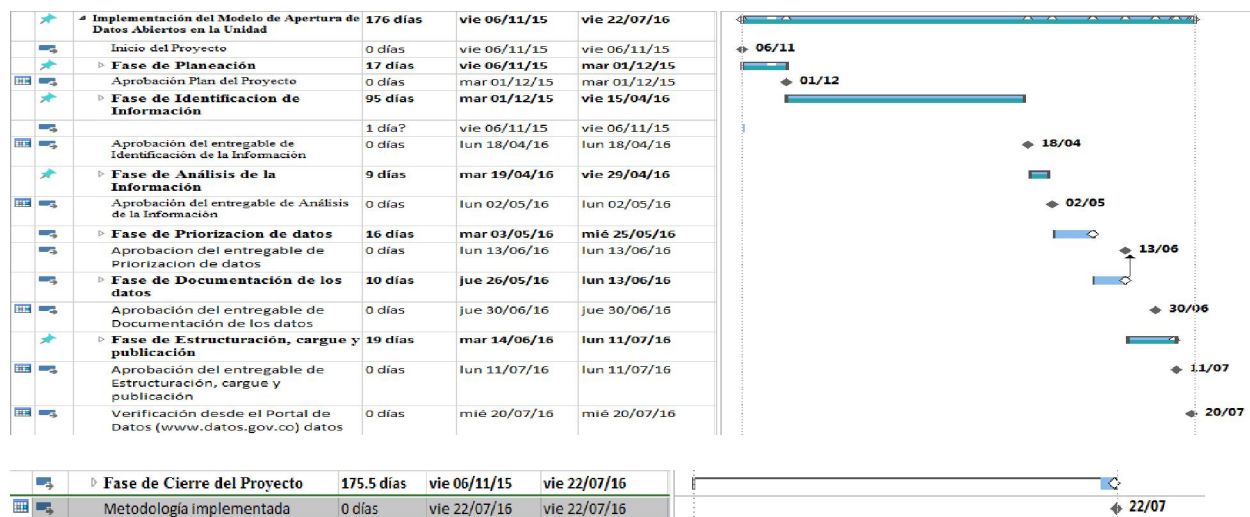 Implementación del Modelo de Apertura de 176 días vie 06/11/15 vie 22/07/16
Datos Abiertos en la Unidad
Inicio del Proyecto 0 días vie 06/11/15 vie 06/11/15 06/11
Fase de Planeación 17 días vie 06/11/15 mar 01/12/15
Aprobación Plan del Proyecto 0 días mar 01/12/15 mar 01/12/15 01/12
Fase de Identificacion de 95 días mar 01/12/15 vie 15/04/16
Información
1 día? vie 06/11/15 vie 06/11/15
Aprobación del entregable de 0 días lun 18/04/16 lun 18/04/16 18/04
Identificación de la Información
Fase de Análisis de la 9 días mar 19/04/16 vie 29/04/16
Información
Aprobación del entregable de Análisis 0 días lun 02/05/16 lun 02/05/16 02/05
de la Información
Fase de Priorización de datos 16 días mar 03/05/16 mié 25/05/16
Aprobacion del entregable de 0 días lun 13/06/16 lun 13/06/16 13/06
Priorizacion de datos
Fase de Documentación de los 10 días jue 26/05/16 lun 13/06/16
datos
Aprobación del entregable de 0 días jue 30/06/16 jue 30/06/16 30/06
Documentación de los datos
Fase de Estructuración, cargue y 19 días mar 14/06/16 lun 11/07/16
publicación
Aprobación del entregable de 0 días lun 11/07/16 lun 11/07/16 11/07
Estructuración, cargue y
publicación
Verificación desde el Portal de 0 días mié 20/07/16 mié 20/07/16 20/07
Datos (www.datos.gov.co) datos
Fase de Cierre del Proyecto 175.5 días vie 06/11/15 vie 22/07/16
Metodología implementada 0 días vie 22/07/16 vie 22/07/16 22/07